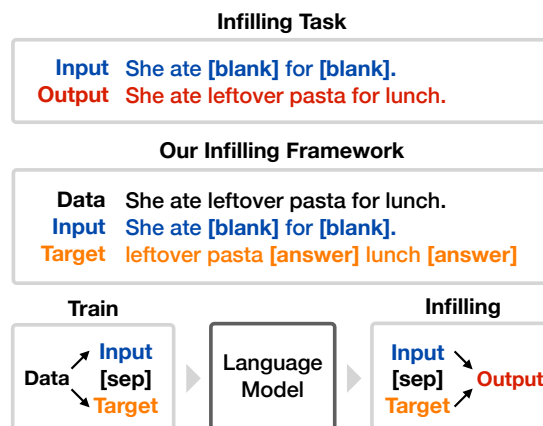 Infilling Task
Input She ate [blank] for [blank].
Output She ate leftover pasta for lunch.
Our Infilling Framework
Data She ate leftover pasta for lunch.
Input She ate [blank] for [blank].
Target leftover pasta [answer] lunch [answer]
Train
Infilling
Data
Input
[sep]
Target
Language
Model
Input
[sep]
Target
Output